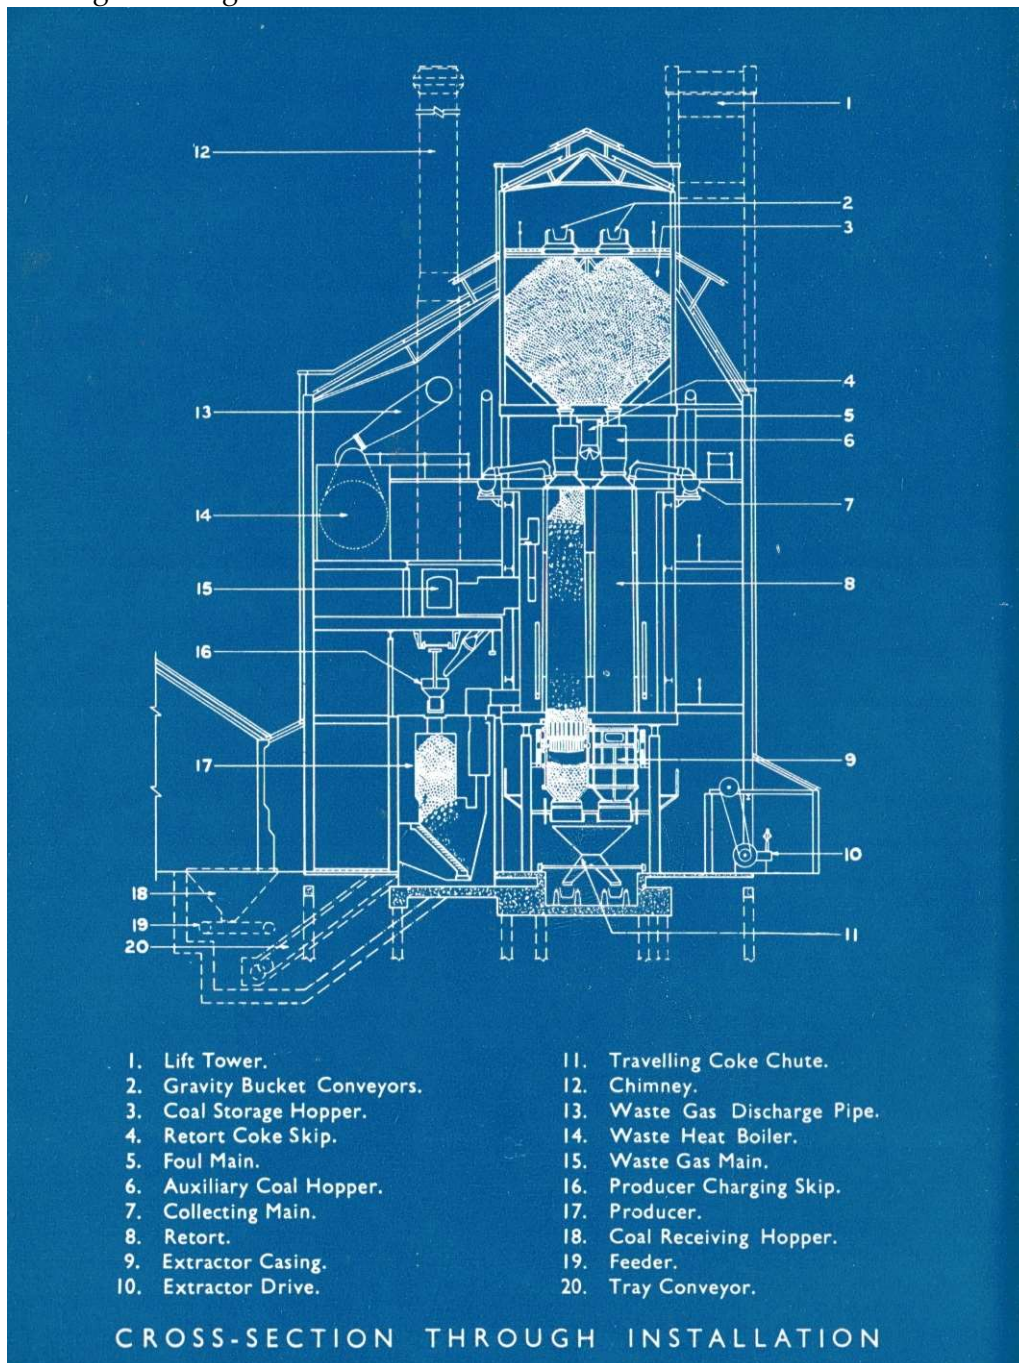 1
12
2
3
4
13
5
6
7
14
15
8
16
17
9
10
18
19
20
11
1. Lift Tower.
2. Gravity Bucket Conveyors.
3. Coal Storage Hopper.
4. Retort Coke Skip.
5. Foul Main.
6. Auxiliary Coal Hopper.
7. Collecting Main.
8. Retort.
9. Extractor Casing.
10. Extractor Drive.
11. Travelling Coke Chute.
12. Chimney.
13. Waste Gas Discharge Pipe.
14. Waste Heat Boiler.
15. Waste Gas Main.
16. Producer Charging Skip.
17. Producer.
18. Coal Receiving Hopper.
19. Feeder.
20. Tray Conveyor.
CROSS-SECTION THROUGH INSTALLATION